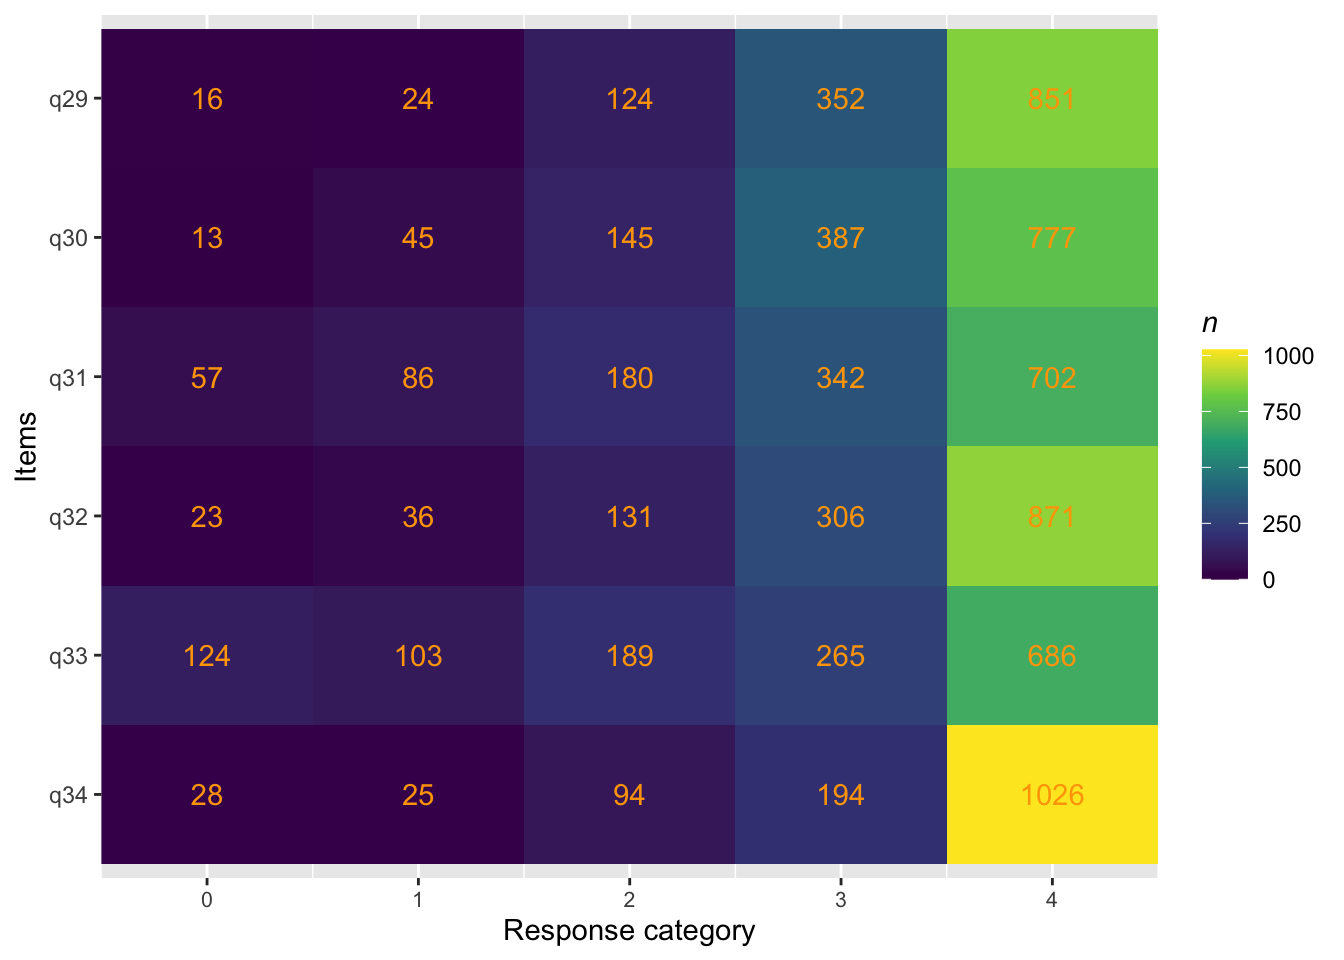 q29 16 24 124 352 851
q30 13 45 145 387 777
q31 57 86 180 342 702
q32 23 36 131 306 871
q33 124 103 189 265 686
q34 28 25 94 194 1026
0 1 2 3 4
Response category
Items
n
1000
750
500
250
0